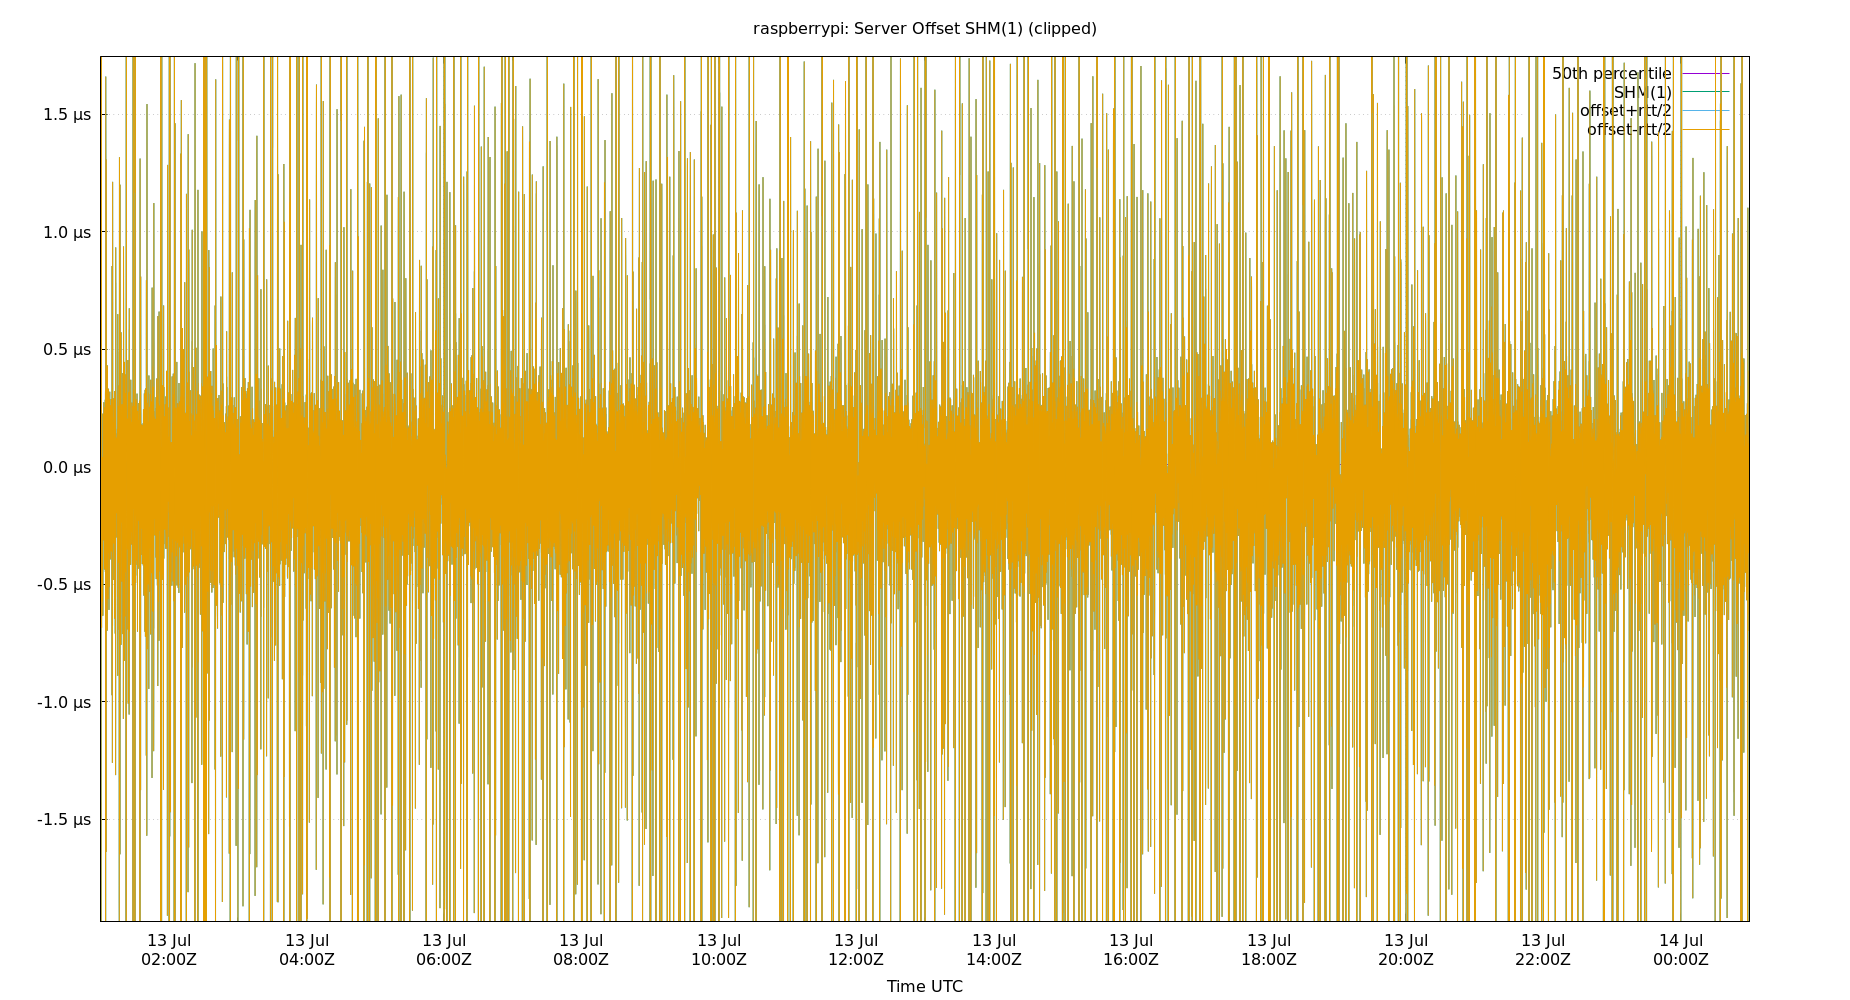 raspberrypi: Server Offset SHM(1) (clipped)
50th percentile
SHM(1)
offset+rtt/2
offset-rtt/2
1.5 µs
1.0 µs
0.5 µs
0.0 µs
-0.5 µs
-1.0 µs
-1.5 µs
13 Jul 13 Jul 13 Jul 13 Jul 13 Jul 13 Jul 13 Jul 13 Jul 13 Jul 13 Jul 13 Jul 14 Jul
02:00Z 04:00Z 06:00Z 08:00Z 10:00Z 12:00Z 14:00Z 16:00Z 18:00Z 20:00Z 22:00Z 00:00Z
Time UTC